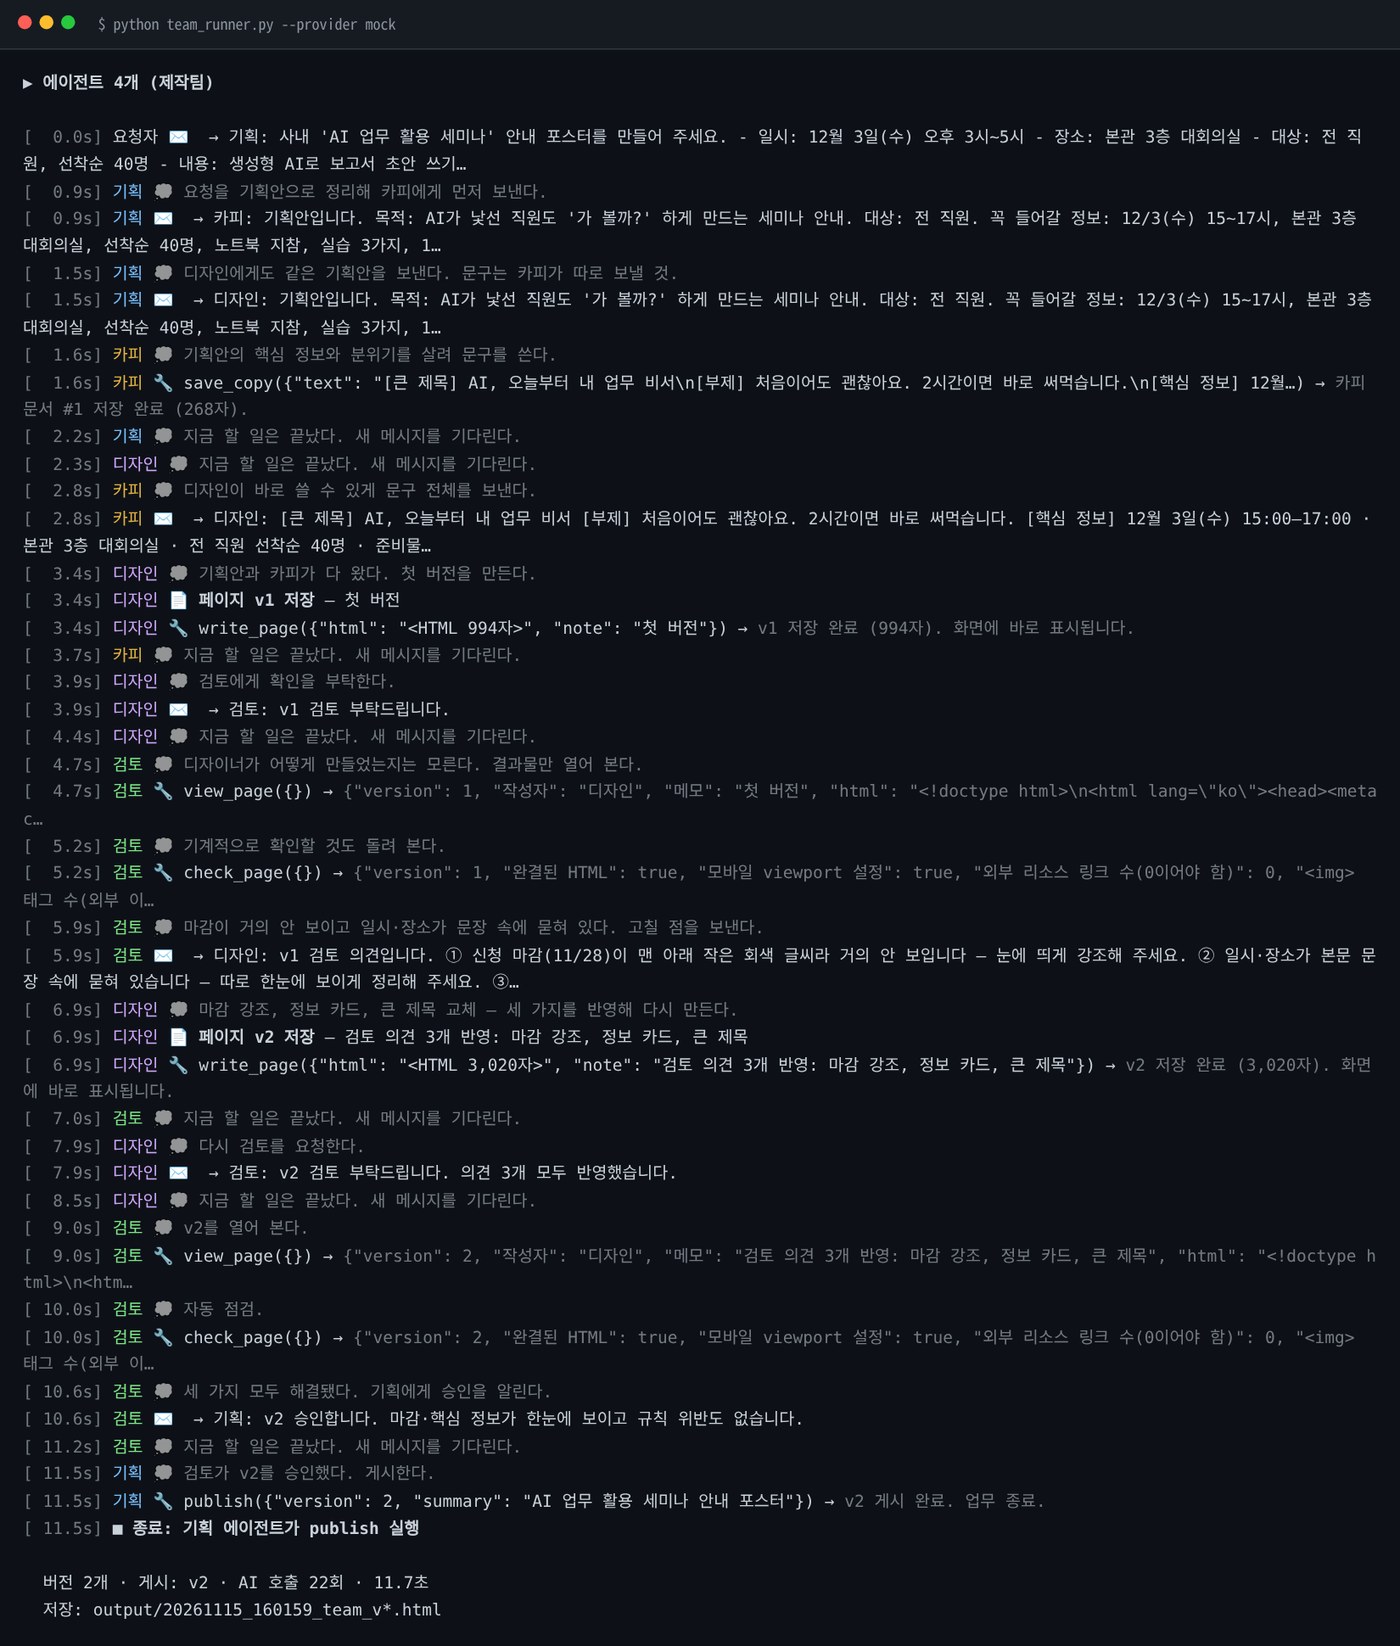 $ python team_runner.py --provider mock
▶ 에이전트 4개 (제작팀)
[  0.0s] 요청자 ✉️  → 기획: 사내 'AI 업무 활용 세미나' 안내 포스터를 만들어 주세요. - 일시: 12월 3일(수) 오후 3시~5시 - 장소: 본관 3층 대회의실 - 대상: 전 직
원, 선착순 40명 - 내용: 생성형 AI로 보고서 초안 쓰기…
[  0.9s] 기획 💭 요청을 기획안으로 정리해 카피에게 먼저 보낸다.
[  0.9s] 기획 ✉️  → 카피: 기획안입니다. 목적: AI가 낯선 직원도 '가 볼까?' 하게 만드는 세미나 안내. 대상: 전 직원. 꼭 들어갈 정보: 12/3(수) 15~17시, 본관 3층
대회의실, 선착순 40명, 노트북 지참, 실습 3가지, 1…
[  1.5s] 기획 💭 디자인에게도 같은 기획안을 보낸다. 문구는 카피가 따로 보낼 것.
[  1.5s] 기획 ✉️  → 디자인: 기획안입니다. 목적: AI가 낯선 직원도 '가 볼까?' 하게 만드는 세미나 안내. 대상: 전 직원. 꼭 들어갈 정보: 12/3(수) 15~17시, 본관 3층
대회의실, 선착순 40명, 노트북 지참, 실습 3가지, 1…
[  1.6s] 카피 💭 기획안의 핵심 정보와 분위기를 살려 문구를 쓴다.
[  1.6s] 카피 🔧 save_copy({"text": "[큰 제목] AI, 오늘부터 내 업무 비서\n[부제] 처음이어도 괜찮아요. 2시간이면 바로 써먹습니다.\n[핵심 정보] 12월…) → 카피
문서 #1 저장 완료 (268자).
[  2.2s] 기획 💭 지금 할 일은 끝났다. 새 메시지를 기다린다.
[  2.3s] 디자인 💭 지금 할 일은 끝났다. 새 메시지를 기다린다.
[  2.8s] 카피 💭 디자인이 바로 쓸 수 있게 문구 전체를 보낸다.
[  2.8s] 카피 ✉️  → 디자인: [큰 제목] AI, 오늘부터 내 업무 비서 [부제] 처음이어도 괜찮아요. 2시간이면 바로 써먹습니다. [핵심 정보] 12월 3일(수) 15:00–17:00 ·
본관 3층 대회의실 · 전 직원 선착순 40명 · 준비물…
[  3.4s] 디자인 💭 기획안과 카피가 다 왔다. 첫 버전을 만든다.
[  3.4s] 디자인 📄 페이지 v1 저장 — 첫 버전
[  3.4s] 디자인 🔧 write_page({"html": "<HTML 994자>", "note": "첫 버전"}) → v1 저장 완료 (994자). 화면에 바로 표시됩니다.
[  3.7s] 카피 💭 지금 할 일은 끝났다. 새 메시지를 기다린다.
[  3.9s] 디자인 💭 검토에게 확인을 부탁한다.
[  3.9s] 디자인 ✉️  → 검토: v1 검토 부탁드립니다.
[  4.4s] 디자인 💭 지금 할 일은 끝났다. 새 메시지를 기다린다.
[  4.7s] 검토 💭 디자이너가 어떻게 만들었는지는 모른다. 결과물만 열어 본다.
[  4.7s] 검토 🔧 view_page({}) → {"version": 1, "작성자": "디자인", "메모": "첫 버전", "html": "<!doctype html>\n<html lang=\"ko\"><head><meta
c…
[  5.2s] 검토 💭 기계적으로 확인할 것도 돌려 본다.
[  5.2s] 검토 🔧 check_page({}) → {"version": 1, "완결된 HTML": true, "모바일 viewport 설정": true, "외부 리소스 링크 수(0이어야 함)": 0, "<img>
태그 수(외부 이…
[  5.9s] 검토 💭 마감이 거의 안 보이고 일시·장소가 문장 속에 묻혀 있다. 고칠 점을 보낸다.
[  5.9s] 검토 ✉️  → 디자인: v1 검토 의견입니다. ① 신청 마감(11/28)이 맨 아래 작은 회색 글씨라 거의 안 보입니다 — 눈에 띄게 강조해 주세요. ② 일시·장소가 본문 문
장 속에 묻혀 있습니다 — 따로 한눈에 보이게 정리해 주세요. ③…
[  6.9s] 디자인 💭 마감 강조, 정보 카드, 큰 제목 교체 — 세 가지를 반영해 다시 만든다.
[  6.9s] 디자인 📄 페이지 v2 저장 — 검토 의견 3개 반영: 마감 강조, 정보 카드, 큰 제목
[  6.9s] 디자인 🔧 write_page({"html": "<HTML 3,020자>", "note": "검토 의견 3개 반영: 마감 강조, 정보 카드, 큰 제목"}) → v2 저장 완료 (3,020자). 화면
에 바로 표시됩니다.
[  7.0s] 검토 💭 지금 할 일은 끝났다. 새 메시지를 기다린다.
[  7.9s] 디자인 💭 다시 검토를 요청한다.
[  7.9s] 디자인 ✉️  → 검토: v2 검토 부탁드립니다. 의견 3개 모두 반영했습니다.
[  8.5s] 디자인 💭 지금 할 일은 끝났다. 새 메시지를 기다린다.
[  9.0s] 검토 💭 v2를 열어 본다.
[  9.0s] 검토 🔧 view_page({}) → {"version": 2, "작성자": "디자인", "메모": "검토 의견 3개 반영: 마감 강조, 정보 카드, 큰 제목", "html": "<!doctype h
tml>\n<htm…
[ 10.0s] 검토 💭 자동 점검.
[ 10.0s] 검토 🔧 check_page({}) → {"version": 2, "완결된 HTML": true, "모바일 viewport 설정": true, "외부 리소스 링크 수(0이어야 함)": 0, "<img>
태그 수(외부 이…
[ 10.6s] 검토 💭 세 가지 모두 해결됐다. 기획에게 승인을 알린다.
[ 10.6s] 검토 ✉️  → 기획: v2 승인합니다. 마감·핵심 정보가 한눈에 보이고 규칙 위반도 없습니다.
[ 11.2s] 검토 💭 지금 할 일은 끝났다. 새 메시지를 기다린다.
[ 11.5s] 기획 💭 검토가 v2를 승인했다. 게시한다.
[ 11.5s] 기획 🔧 publish({"version": 2, "summary": "AI 업무 활용 세미나 안내 포스터"}) → v2 게시 완료. 업무 종료.
[ 11.5s] ■ 종료: 기획 에이전트가 publish 실행
버전 2개 · 게시: v2 · AI 호출 22회 · 11.7초
저장: output/20261115_160159_team_v*.html